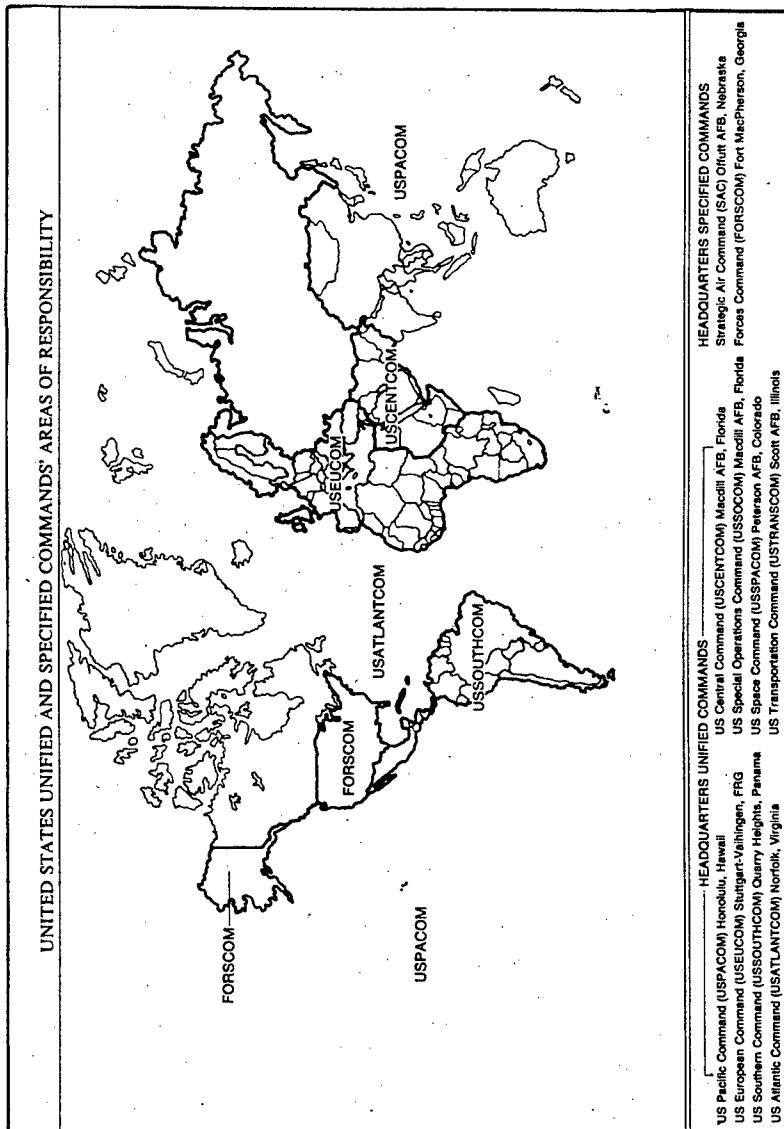 UNITED STATES UNIFIED AND SPECIFIED COMMANDS' AREAS OF RESPONSIBILITY
FORSCOM
USPACOM
FORSCOM
USATLANTCOM
USSOUTHCOM
USEUCOM
USCENTCOM
USPACOM
HEADQUARTERS UNIFIED COMMANDS
US Pacific Command (USPACOM) Honolulu, Hawaii
US European Command (USEUCOM) Stuttgart-Vaihingen, FRG
US Southern Command (USSOUTHCOM) Quarry Heights, Panama
US Atlantic Command (USATLANTCOM) Norfolk, Virginia
US Central Command (USCENTCOM) Macdill AFB, Florida
US Special Operations Command (USSOCOM) Macdill AFB, Florida
US Space Command (USSPACOM) Peterson AFB, Colorado
US Transportation Command (USTRANSCOM) Scott AFB, Illinois
HEADQUARTERS SPECIFIED COMMANDS
Strategic Air Command (SAC) Offutt AFB, Nebraska
Forces Command (FORSCOM) Fort MacPherson, Georgia